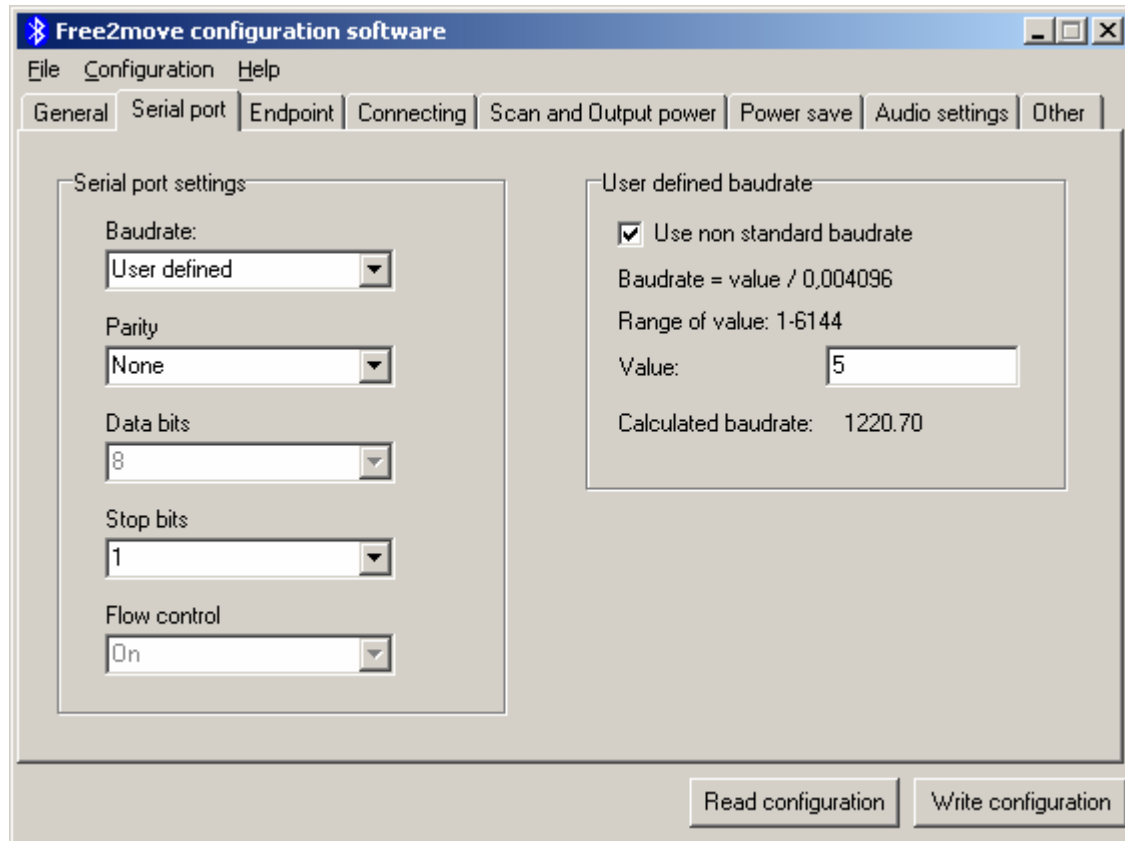 Free2move configuration software
File Configuration Help
General Serial port Endpoint Connecting Scan and Output power Power save Audio settings Other
Serial port settings
Baudrate:
User defined
Parity
None
Data bits
8
Stop bits
1
Flow control
On
User defined baudrate
Use non standard baudrate
Baudrate = value / 0,004096
Range of value: 1-6144
Value: 5
Calculated baudrate: 1220.70
Read configuration Write configuration